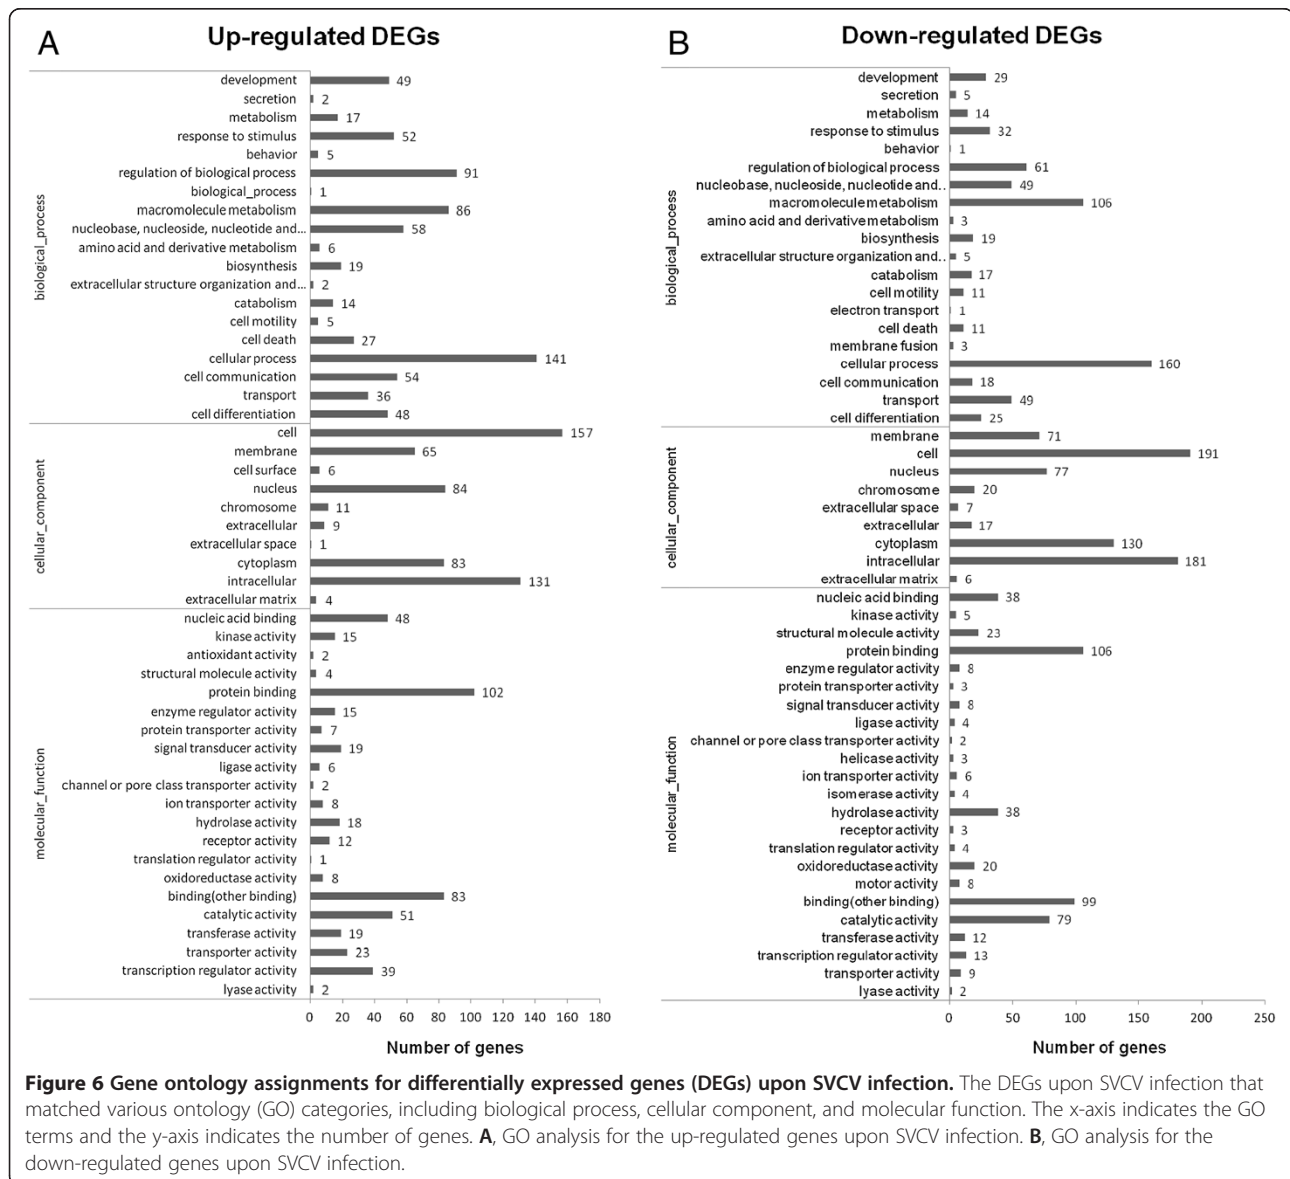 A
Up-regulated DEGs
biological_process
development 49
secretion 2
metabolism 17
response to stimulus 52
behavior 5
regulation of biological process 91
biological_process 1
macromolecule metabolism 86
nucleobase, nucleoside, nucleotide and... 58
amino acid and derivative metabolism 6
biosynthesis 19
extracellular structure organization and... 2
catabolism 14
cell motility 5
cell death 27
cellular process 141
cell communication 54
transport 36
cell differentiation 48
cellular_component
cell 157
membrane 65
cell surface 6
nucleus 84
chromosome 11
extracellular 9
extracellular space 1
cytoplasm 83
intracellular 131
extracellular matrix 4
molecular_function
nucleic acid binding 48
kinase activity 15
antioxidant activity 2
structural molecule activity 4
protein binding 102
enzyme regulator activity 15
protein transporter activity 7
signal transducer activity 19
ligase activity 6
channel or pore class transporter activity 2
ion transporter activity 8
hydrolase activity 18
receptor activity 12
translation regulator activity 1
oxidoreductase activity 8
binding(other binding) 83
catalytic activity 51
transferase activity 19
transporter activity 23
transcription regulator activity 39
lyase activity 2
0 20 40 60 80 100 120 140 160 180
Number of genes
B
Down-regulated DEGs
biological_process
development 29
secretion 5
metabolism 14
response to stimulus 32
behavior 1
regulation of biological process 61
nucleobase, nucleoside, nucleotide and.. 49
macromolecule metabolism 106
amino acid and derivative metabolism 3
biosynthesis 19
extracellular structure organization and.. 5
catabolism 17
cell motility 11
electron transport 1
cell death 11
membrane fusion 3
cellular process 160
cell communication 18
transport 49
cell differentiation 25
cellular_component
membrane 71
cell 191
nucleus 77
chromosome 20
extracellular space 7
extracellular 17
cytoplasm 130
intracellular 181
extracellular matrix 6
molecular_function
nucleic acid binding 38
kinase activity 5
structural molecule activity 23
protein binding 106
enzyme regulator activity 8
protein transporter activity 3
signal transducer activity 8
ligase activity 4
channel or pore class transporter activity 2
helicase activity 3
ion transporter activity 6
isomerase activity 4
hydrolase activity 38
receptor activity 3
translation regulator activity 4
oxidoreductase activity 20
motor activity 8
binding(other binding) 99
catalytic activity 79
transferase activity 12
transcription regulator activity 13
transporter activity 9
lyase activity 2
0 50 100 150 200 250
Number of genes
Figure 6 Gene ontology assignments for differentially expressed genes (DEGs) upon SVCV infection. The DEGs upon SVCV infection that
matched various ontology (GO) categories, including biological process, cellular component, and molecular function. The x-axis indicates the GO
terms and the y-axis indicates the number of genes. A, GO analysis for the up-regulated genes upon SVCV infection. B, GO analysis for the
down-regulated genes upon SVCV infection.